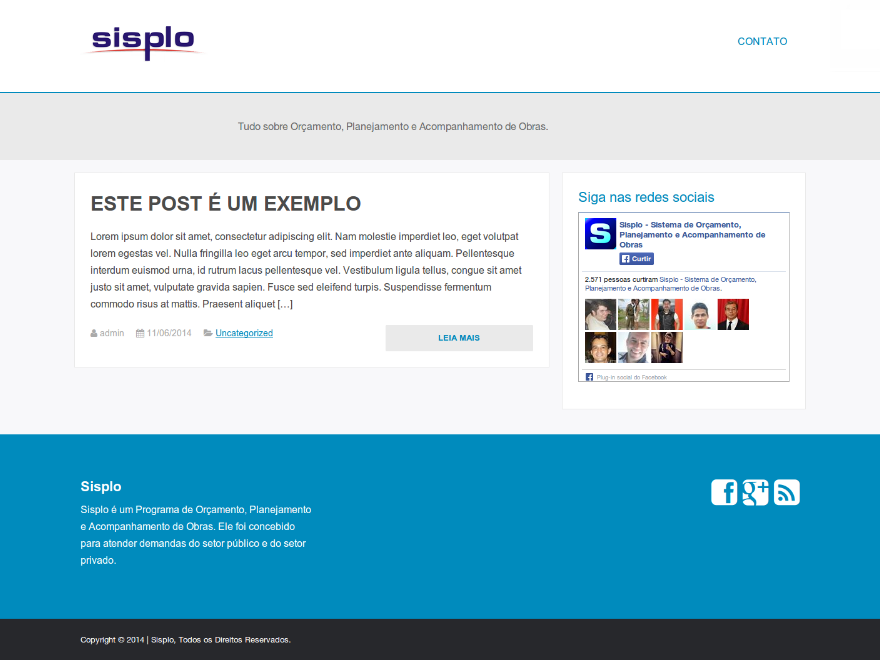 sisplo
CONTATO
Tudo sobre Orçamento, Planejamento e Acompanhamento de Obras.
ESTE POST É UM EXEMPLO
Lorem ipsum dolor sit amet, consectetur adipiscing elit. Nam molestie imperdiet leo, eget volutpat
lorem egestas vel. Nulla fringilla leo eget arcu tempor, sed imperdiet ante aliquam. Pellentesque
interdum euismod urna, id rutrum lacus pellentesque vel. Vestibulum ligula tellus, congue sit amet
justo sit amet, vulputate gravida sapien. Fusce sed eleifend turpis. Suspendisse fermentum
commodo risus at mattis. Praesent aliquet [...]
admin 11/06/2014 Uncategorized
LEIA MAIS
Siga nas redes sociais
S
Sisplo - Sistema de Orçamento,
Planejamento e Acompanhamento de
Obras
Curtir
2.571 pessoas curtiram Sisplo - Sistema de Orçamento,
Planejamento e Acompanhamento de Obras.
Plug-in social do Facebook
Sisplo
Sisplo é um Programa de Orçamento, Planejamento
e Acompanhamento de Obras. Ele foi concebido
para atender demandas do setor público e do setor
privado.
Copyright © 2014 | Sisplo, Todos os Direitos Reservados.